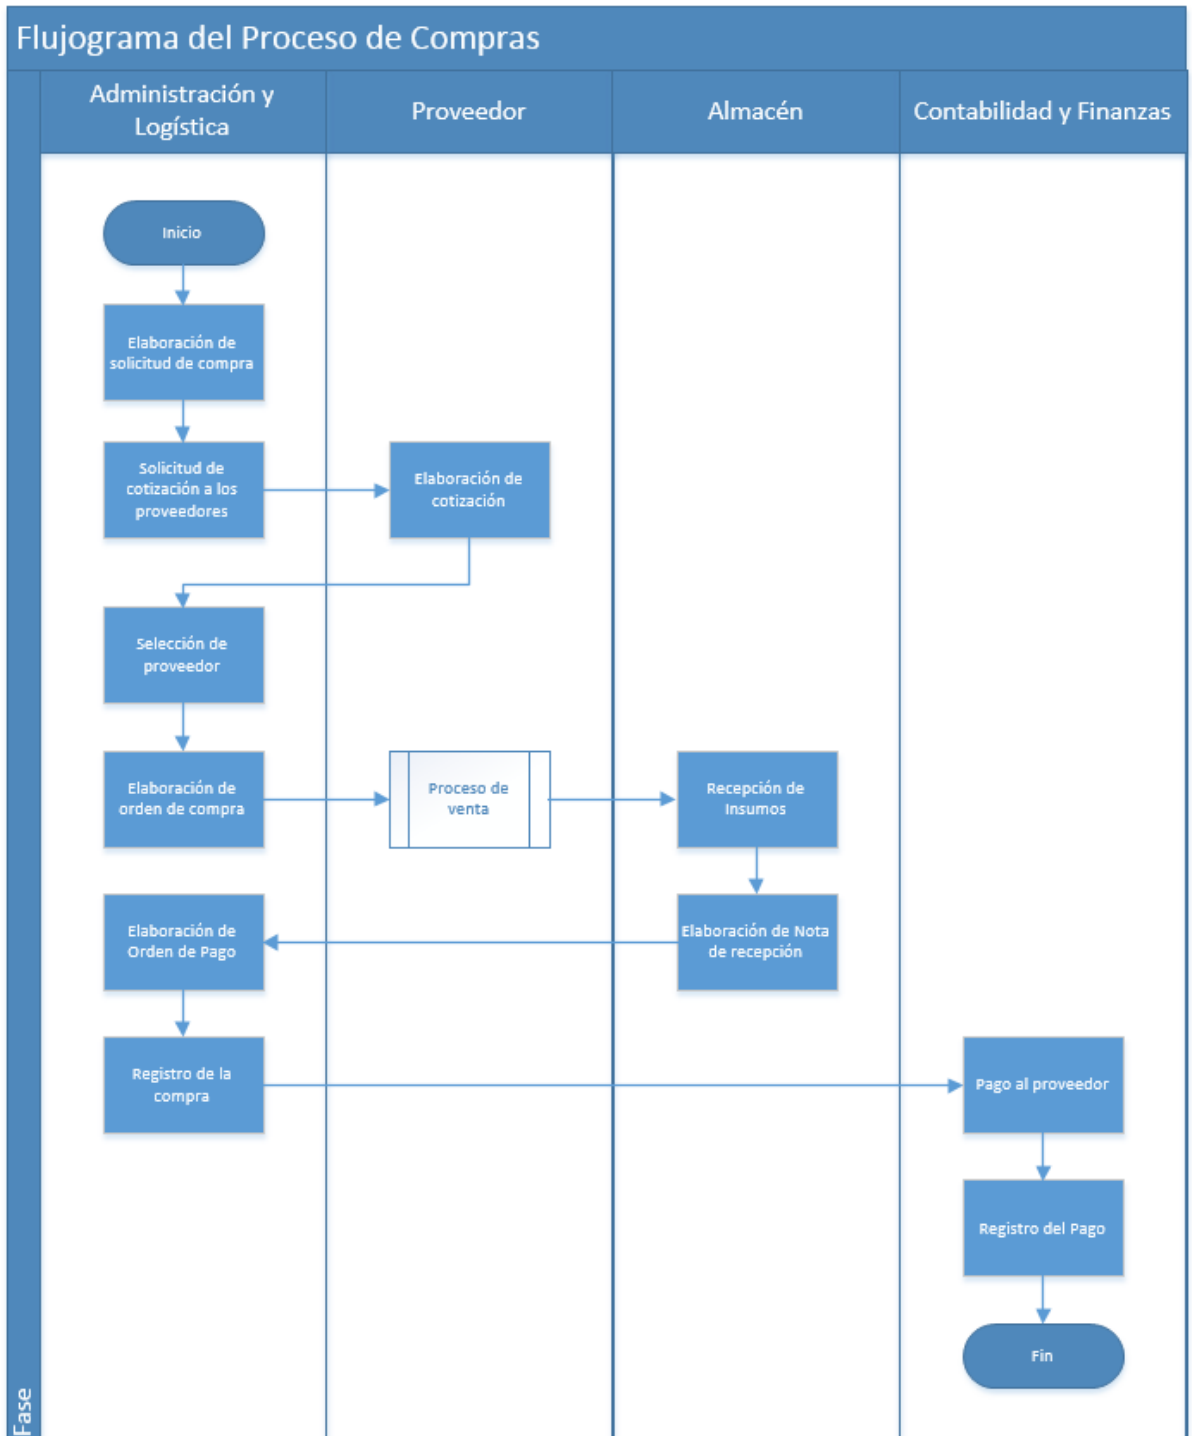 Flujograma del Proceso de Compras
Administración y
Logística
Proveedor
Almacén
Contabilidad y Finanzas
Inicio
Elaboración de
solicitud de compra
Solicitud de
cotización a los
proveedores
Elaboración de
cotización
Selección de
proveedor
Elaboración de
orden de compra
Proceso de
venta
Recepción de
Insumos
Elaboración de Nota
de recepción
Elaboración de
Orden de Pago
Registro de la
compra
Pago al proveedor
Registro del Pago
Fin
Fase